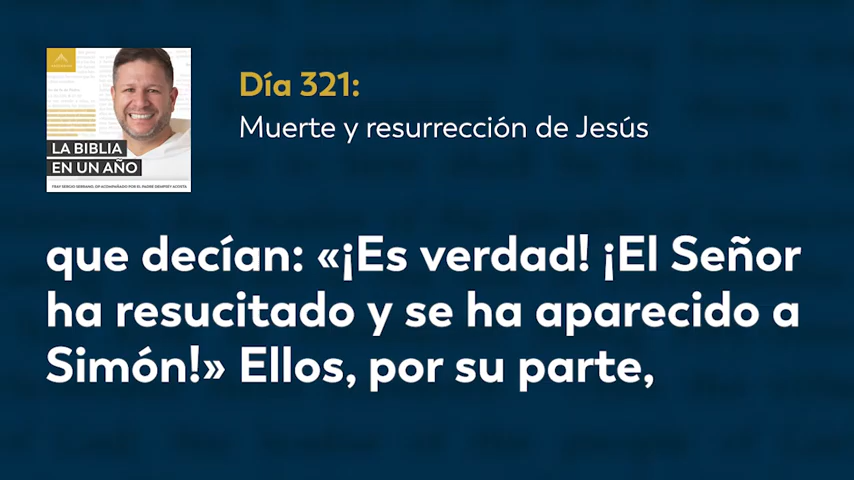 Día 321:
Muerte y resurrección de Jesús
LA BIBLIA
EN UN AÑO
que decían: «¡Es verdad! ¡El Señor
ha resucitado y se ha aparecido a
Simón!» Ellos, por su parte,